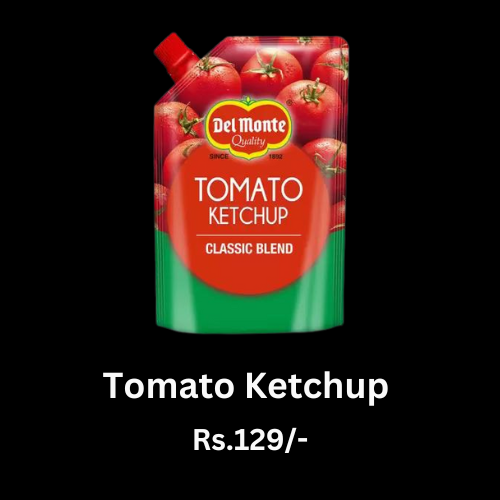 Del Monte
Quality
SINCE 1892
TOMATO
KETCHUP
CLASSIC BLEND
Tomato Ketchup
Rs.129/-